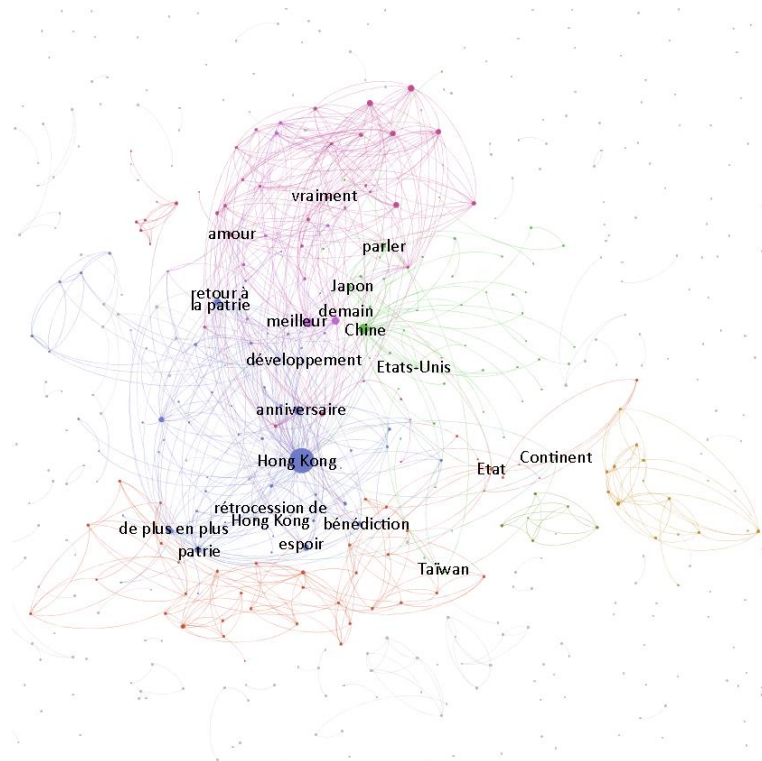 vraiment
amour
parler
Japon
retour à
la patrie
demain
meilleur
Chine
développement
Etats-Unis
anniversaire
Hong Kong
Continent
Etat
rétrocession de
Hong Kong
bénédiction
de plus en plus
espoir
patrie
Taïwan